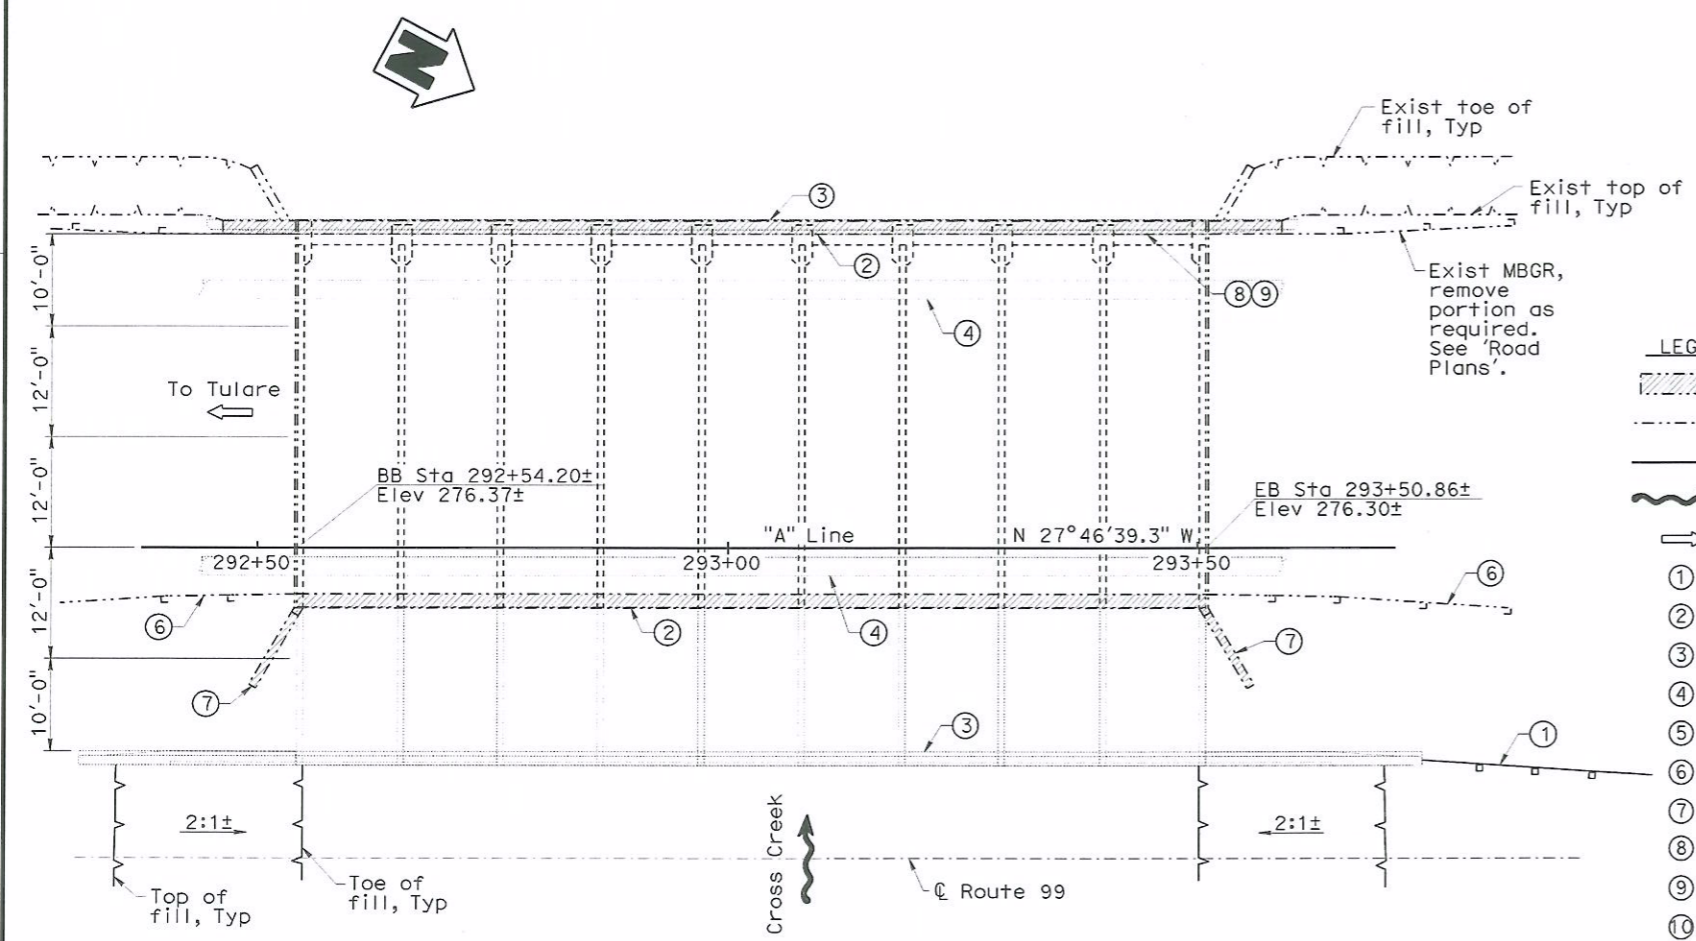 N
Exist toe of
fill, Typ
③
Exist top of
fill, Typ
②
⑧⑨
④
Exist MBGR,
remove
portion as
required.
See 'Road
Plans'.
10'-0"
12'-0"
12'-0"
12'-0"
10'-0"
LEG
To Tulare
BB Sta 292+54.20±
Elev 276.37±
EB Sta 293+50.86±
Elev 276.30±
"A" Line
N 27°46'39.3" W
292+50
293+00
293+50
⑥
⑥
②
④
⑦
⑦
③
①
①
②
③
④
⑤
⑥
⑦
⑧
⑨
⑩
2:1±
2:1±
Cross Creek
Top of
fill, Typ
Toe of
fill, Typ
℄ Route 99